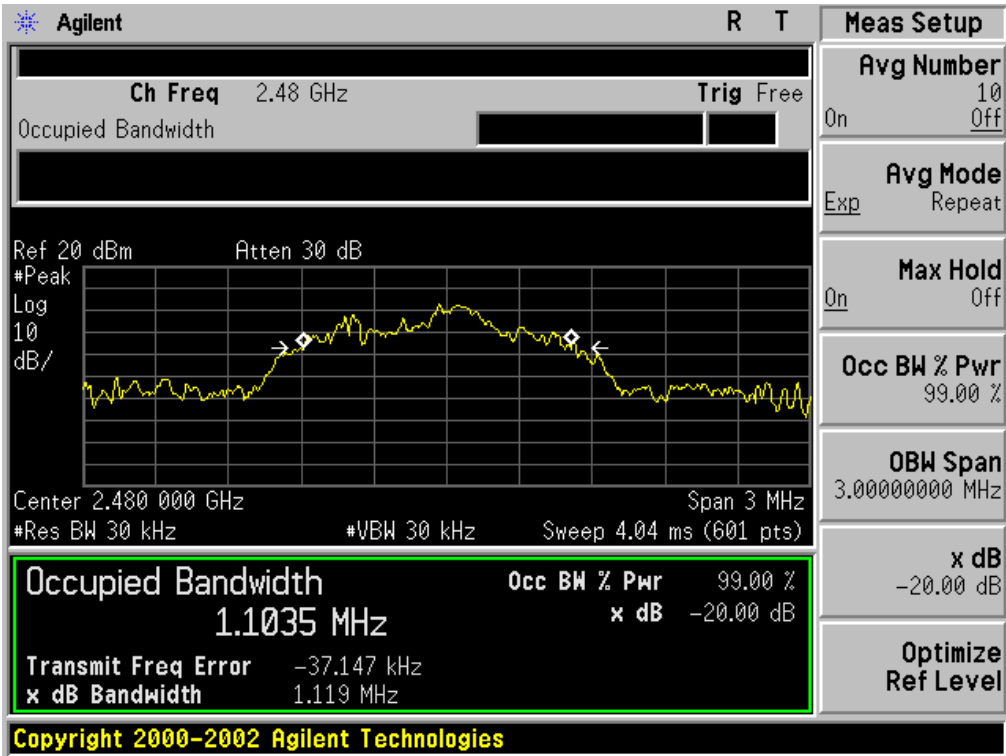 Agilent R T
Ch Freq 2.48 GHz Trig Free
Occupied Bandwidth
Ref 20 dBm Atten 30 dB
#Peak
Log
10
dB/
Center 2.480 000 GHz Span 3 MHz
#Res BW 30 kHz #VBW 30 kHz Sweep 4.04 ms (601 pts)
Occupied Bandwidth
1.1035 MHz
Occ BW % Pwr 99.00 %
x dB -20.00 dB
Transmit Freq Error -37.147 kHz
x dB Bandwidth 1.119 MHz
Copyright 2000-2002 Agilent Technologies
Meas Setup
Avg Number
10
On Off
Avg Mode
Exp Repeat
Max Hold
On Off
Occ BW % Pwr
99.00 %
OBW Span
3.00000000 MHz
x dB
-20.00 dB
Optimize
Ref Level